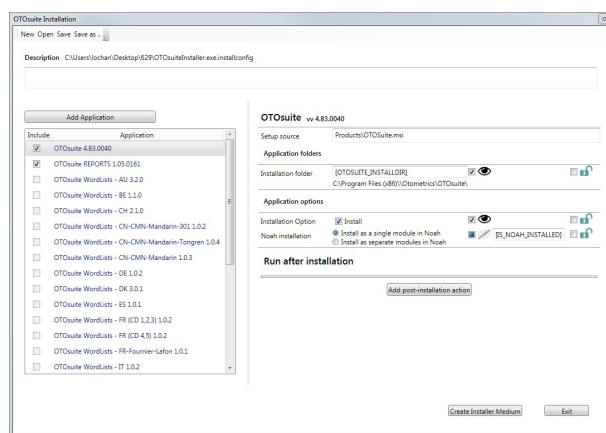 OTOsuite Installation
New Open Save Save as ..
Description C:\Users\lochan\Desktop\629\OTOsuiteInstaller.exe.installconfig
Add Application
Include: Application
OTOsuite 4.83.0040
OTOsuite REPORTS 1.05.0161
OTOsuite WordLists - AU 3.2.0
OTOsuite WordLists - BE 1.1.0
OTOsuite WordLists - CH 2.1.0
OTOsuite WordLists - CN-CMN-Mandarin-301 1.0.2
OTOsuite WordLists - CN-CMN-Mandarin-Tongren 1.0.4
OTOsuite WordLists - CN-CMN-Mandarin 1.0.3
OTOsuite WordLists - DE 1.0.2
OTOsuite WordLists - DK 3.0.1
OTOsuite WordLists - ES 1.0.1
OTOsuite WordLists - FR (CD 1,2,3) 1.0.2
OTOsuite WordLists - FR (CD 4,5) 1.0.2
OTOsuite WordLists - FR-Fournier-Lafon 1.0.1
OTOsuite WordLists - IT 1.0.2
OTOsuite vv 4.83.0040
Setup source Products\OTOSuite.msi
Application folders
Installation folder [OTOSUITE_INSTALLDIR]
C:\Program Files (x86)\\Otometrics\OTOsuite\
Application options
Installation Option Install
Noah installation Install as a single module in Noah [IS_NOAH_INSTALLED]
Install as separate modules in Noah
Run after installation
Add post-installation action
Create Installer Medium Exit